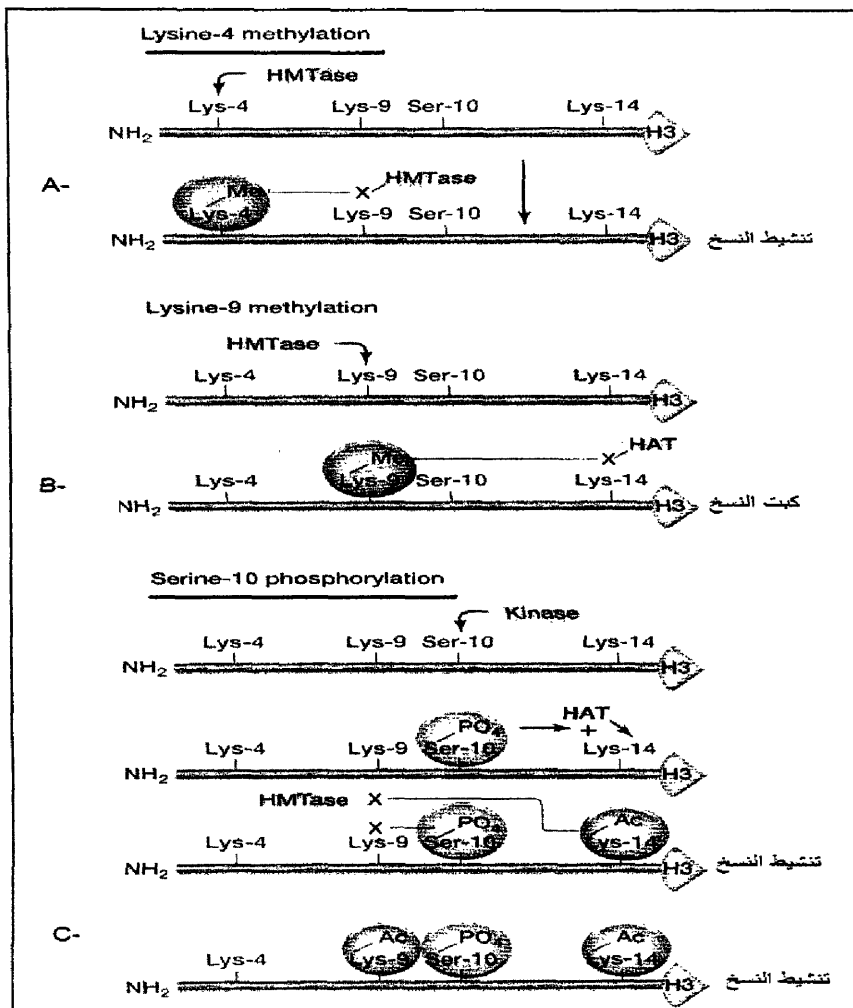 Lysine-4 methylation
HMTase
Lys-4 Lys-9 Ser-10 Lys-14
NH2 H3
A-
Me HMTase
X
Lys-4 Lys-9 Ser-10 Lys-14
NH2 H3 تنشيط النسخ
Lysine-9 methylation
HMTase
Lys-4 Lys-9 Ser-10 Lys-14
NH2 H3
B-
Me X HAT
Lys-4 Lys-9 Ser-10 Lys-14
NH2 H3 كبت النسخ
Serine-10 phosphorylation
Kinase
Lys-4 Lys-9 Ser-10 Lys-14
NH2 H3
PO4 HAT
+
Lys-4 Lys-9 Ser-10 Lys-14
NH2 H3
HMTase X
X PO4 Ac
Lys-4 Lys-9 Ser-10 Lys-14
NH2 H3 تنشيط النسخ
C-
Ac PO4 Ac
Lys-4 Lys-9 Ser-10 Lys-14
NH2 H3 تنشيط النسخ